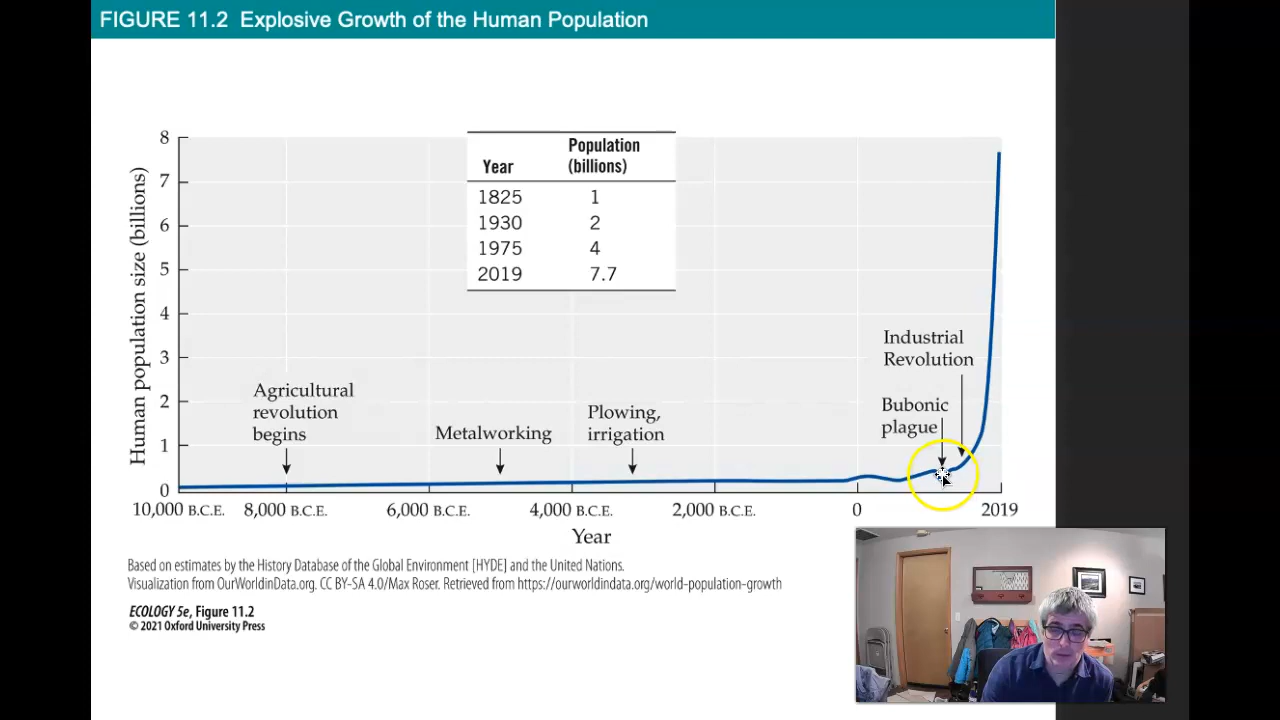 FIGURE 11.2 Explosive Growth of the Human Population
8
7
6
5
4
3
2
1
0
Human population size (billions)
Year
Population
(billions)
1825 1
1930 2
1975 4
2019 7.7
Agricultural
revolution
begins
Metalworking
Plowing,
irrigation
Bubonic
plague
Industrial
Revolution
10,000 B.C.E. 8,000 B.C.E. 6,000 B.C.E. 4,000 B.C.E. 2,000 B.C.E. 0 2019
Year
Based on estimates by the History Database of the Global Environment [HYDE] and the United Nations.
Visualization from OurWorldinData.org. CC BY-SA 4.0/Max Roser. Retrieved from https://ourworldindata.org/world-population-growth
ECOLOGY 5e, Figure 11.2
© 2021 Oxford University Press